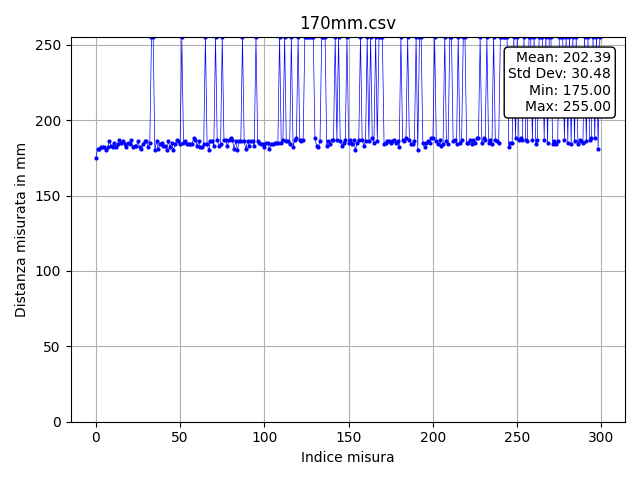 170mm.csv
Mean: 202.39
Std Dev: 30.48
Min: 175.00
Max: 255.00
250
200
150
100
50
0
Distanza misurata in mm
0 50 100 150 200 250 300
Indice misura